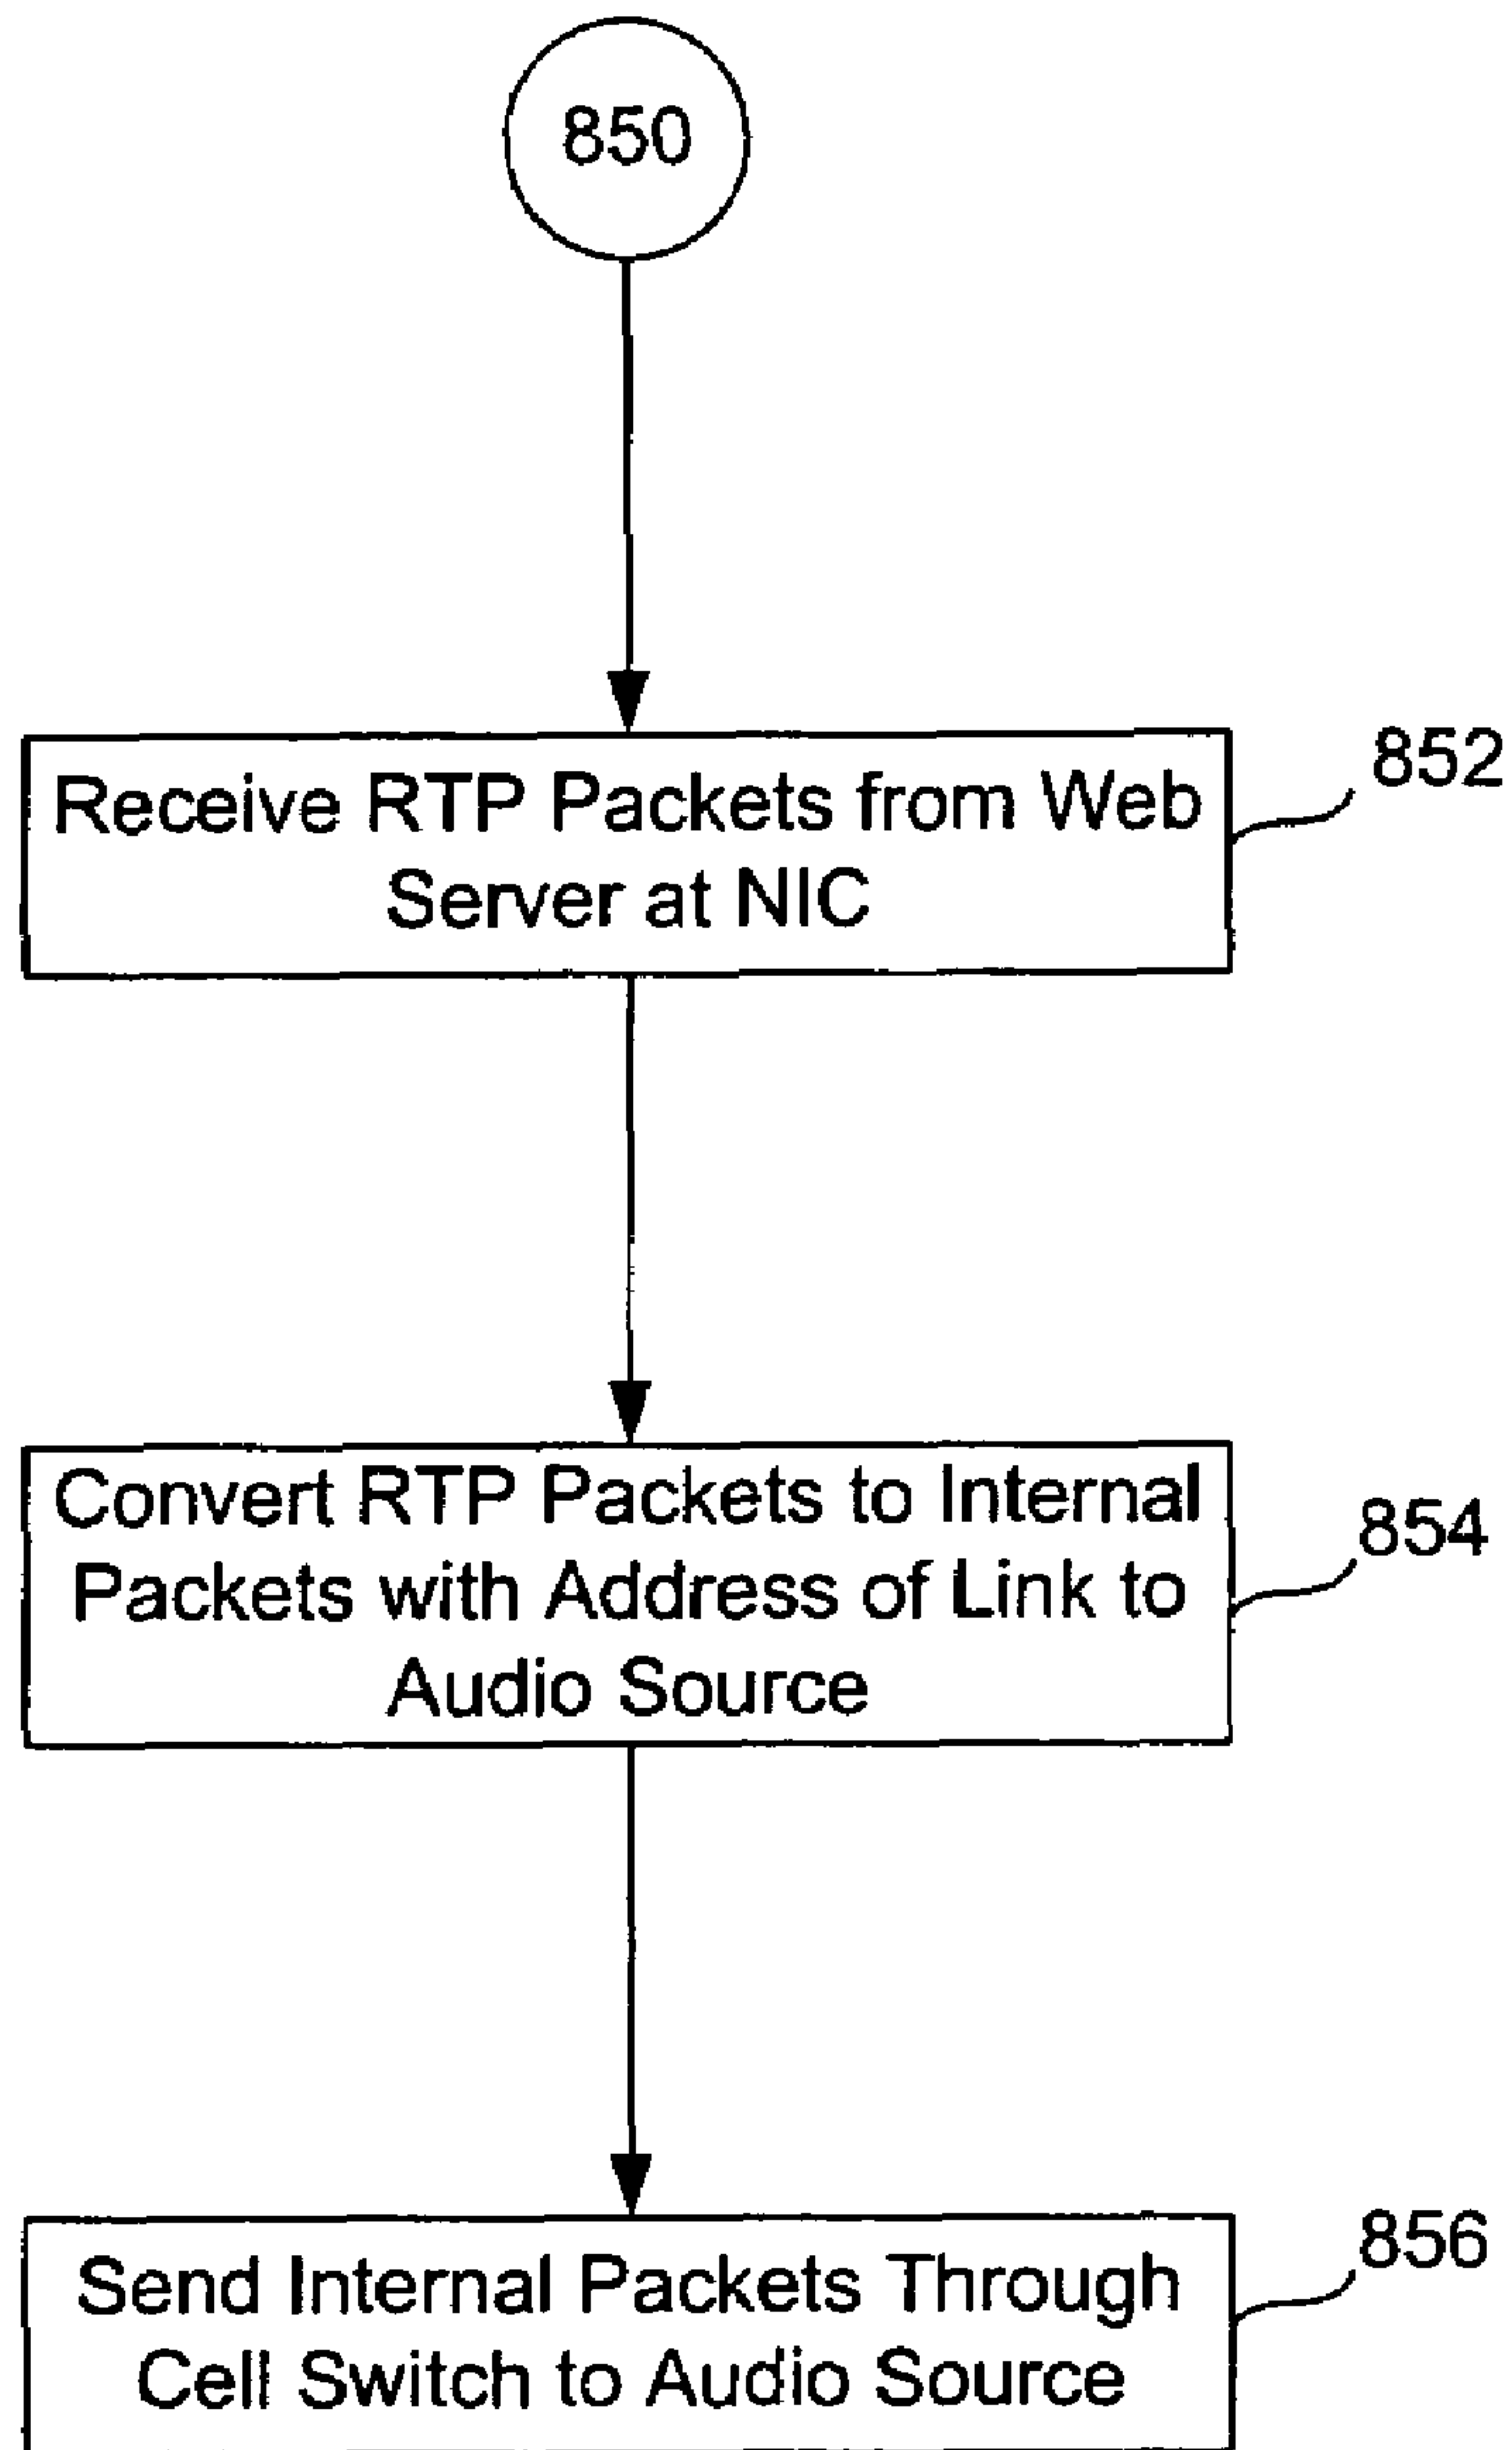 850
852
Receive RTP Packets from Web
Server at NIC
854
Convert RTP Packets to Internal
Packets with Address of Link to
Audio Source
856
Send Internal Packets Through
Cell Switch to Audio Source